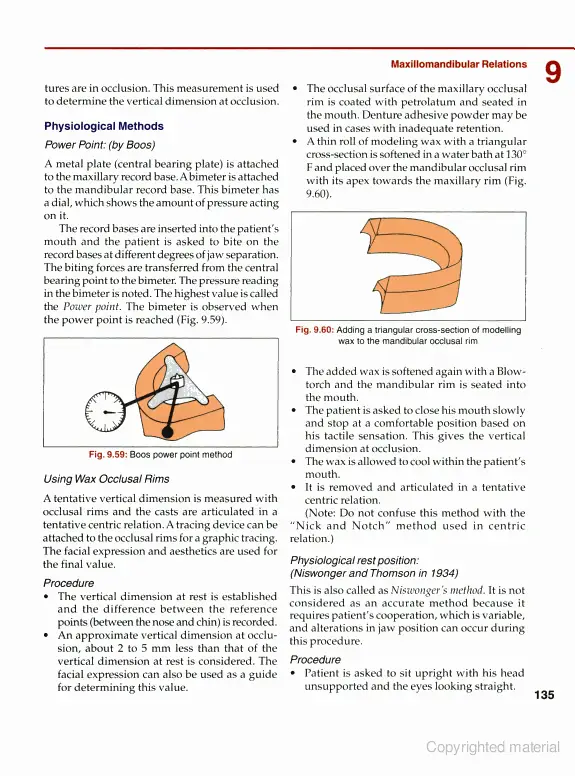 Maxillomandibular Relations
9
tures are in occlusion. This measurement is used
to determine the vertical dimension at occlusion.
Physiological Methods
Power Point: (by Boos)
A metal plate (central bearing plate) is attached
to the maxillary record base. A bimeter is attached
to the mandibular record base. This bimeter has
a dial, which shows the amount of pressure acting
on it.
The record bases are inserted into the patient's
mouth and the patient is asked to bite on the
record bases at different degrees of jaw separation.
The biting forces are transferred from the central
bearing point to the bimeter. The pressure reading
in the bimeter is noted. The highest value is called
the Power point. The bimeter is observed when
the power point is reached (Fig. 9.59).
Fig. 9.59: Boos power point method
Using Wax Occlusal Rims
A tentative vertical dimension is measured with
occlusal rims and the casts are articulated in a
tentative centric relation. A tracing device can be
attached to the occlusal rims for a graphic tracing.
The facial expression and aesthetics are used for
the final value.
Procedure
• The vertical dimension at rest is established
and the difference between the reference
points (between the nose and chin) is recorded.
• An approximate vertical dimension at occlu-
sion, about 2 to 5 mm less than that of the
vertical dimension at rest is considered. The
facial expression can also be used as a guide
for determining this value.
• The occlusal surface of the maxillary occlusal
rim is coated with petrolatum and seated in
the mouth. Denture adhesive powder may be
used in cases with inadequate retention.
• A thin roll of modeling wax with a triangular
cross-section is softened in a water bath at 130°
F and placed over the mandibular occlusal rim
with its apex towards the maxillary rim (Fig.
9.60).
Fig. 9.60: Adding a triangular cross-section of modelling
wax to the mandibular occlusal rim
• The added wax is softened again with a Blow-
torch and the mandibular rim is seated into
the mouth.
• The patient is asked to close his mouth slowly
and stop at a comfortable position based on
his tactile sensation. This gives the vertical
dimension at occlusion.
• The wax is allowed to cool within the patient's
mouth.
• It is removed and articulated in a tentative
centric relation.
(Note: Do not confuse this method with the
"Nick and Notch" method used in centric
relation.)
Physiological rest position:
(Niswonger and Thomson in 1934)
This is also called as Niswonger's method. It is not
considered as an accurate method because it
requires patient's cooperation, which is variable,
and alterations in jaw position can occur during
this procedure.
Procedure
• Patient is asked to sit upright with his head
unsupported and the eyes looking straight.
135
Copyrighted material